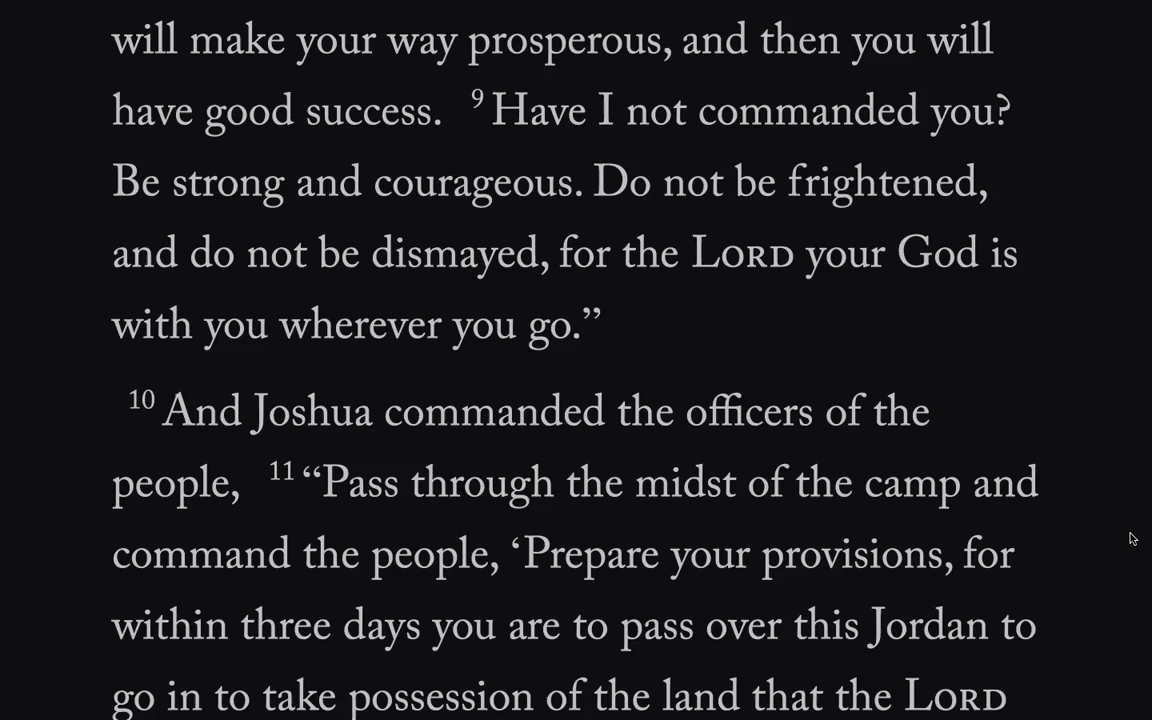 will make your way prosperous, and then you will
have good success. 9 Have I not commanded you?
Be strong and courageous. Do not be frightened,
and do not be dismayed, for the LORD your God is
with you wherever you go.”
10 And Joshua commanded the officers of the
people, 11 “Pass through the midst of the camp and
command the people, ‘Prepare your provisions, for
within three days you are to pass over this Jordan to
go in to take possession of the land that the LORD